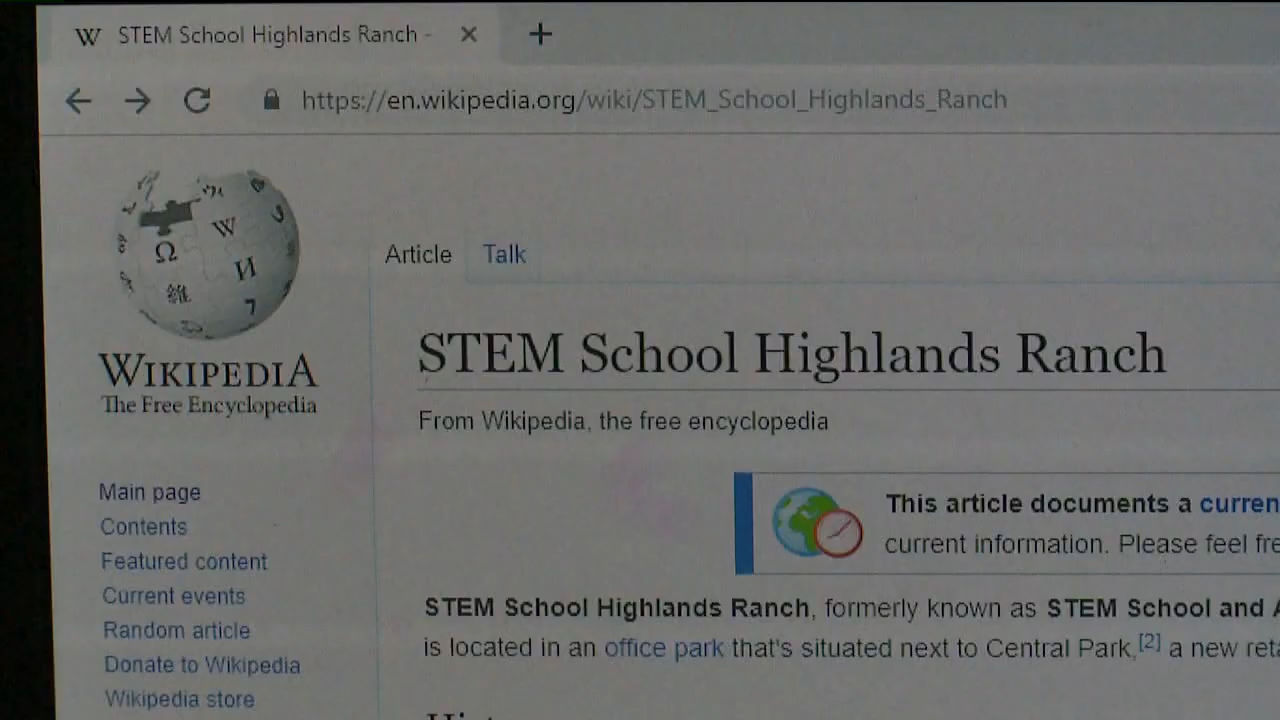 W STEM School Highlands Ranch -
https://en.wikipedia.org/wiki/STEM_School_Highlands_Ranch
Ω W И 維 7
WIKIPEDIA
The Free Encyclopedia
Article Talk
STEM School Highlands Ranch
From Wikipedia, the free encyclopedia
Main page
Contents
Featured content
Current events
Random article
Donate to Wikipedia
Wikipedia store
This article documents a curren
current information. Please feel fre
STEM School Highlands Ranch, formerly known as STEM School and A
is located in an office park that's situated next to Central Park,[2] a new reta